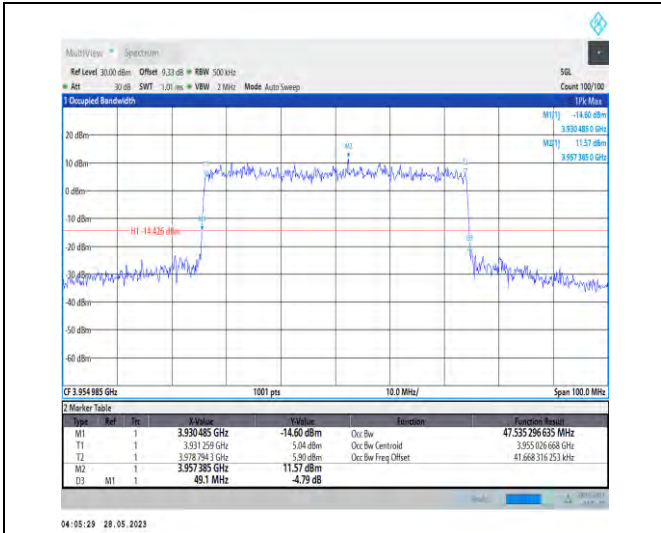 MultiView Spectrum
Ref Level 30.00 dBm Offset 9.33 dB RBW 500 kHz SGL
Att 30 dB SWT 1.01 ms VBW 2 MHz Mode Auto Sweep Count 100/100
1 Occupied Bandwidth 1Pk Max
M1[1] -14.60 dBm
3.930 485 0 GHz
M2[1] 11.57 dBm
3.957 385 0 GHz
M2
20 dBm
10 dBm
0 dBm
-10 dBm
H1 -14.426 dBm
-20 dBm
-30 dBm
-40 dBm
-50 dBm
-60 dBm
CF 3.954 985 GHz 1001 pts 10.0 MHz/ Span 100.0 MHz
2 Marker Table
Type Ref Trc X-Value Y-Value Function Function Result
M1 1 3.930 485 GHz -14.60 dBm Occ Bw 47.535 296 635 MHz
T1 1 3.931 259 GHz 5.04 dBm Occ Bw Centroid 3.955 026 668 GHz
T2 1 3.978 794 3 GHz 5.90 dBm Occ Bw Freq Offset 41.668 316 253 kHz
M2 1 3.957 385 GHz 11.57 dBm
D3 M1 1 49.1 MHz -4.79 dB
04:05:29 28.05.2023